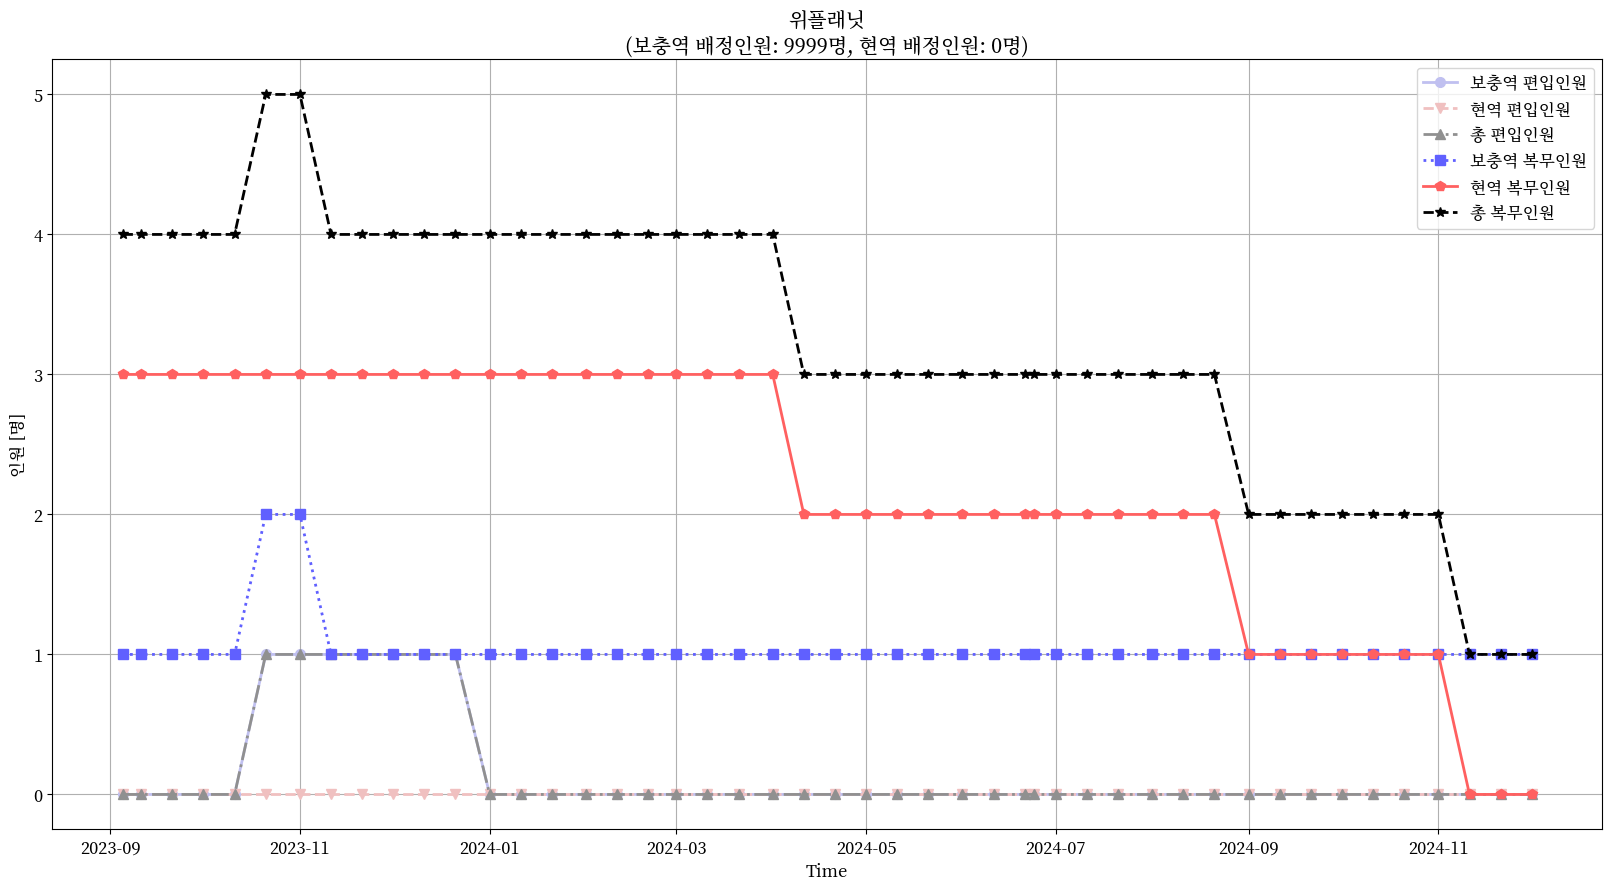 위플래닛
(보충역 배정인원: 9999명, 현역 배정인원: 0명)
보충역 편입인원
현역 편입인원
총 편입인원
보충역 복무인원
현역 복무인원
총 복무인원
인원 [명]
5
4
3
2
1
0
2023-09
2023-11
2024-01
2024-03
2024-05
2024-07
2024-09
2024-11
Time